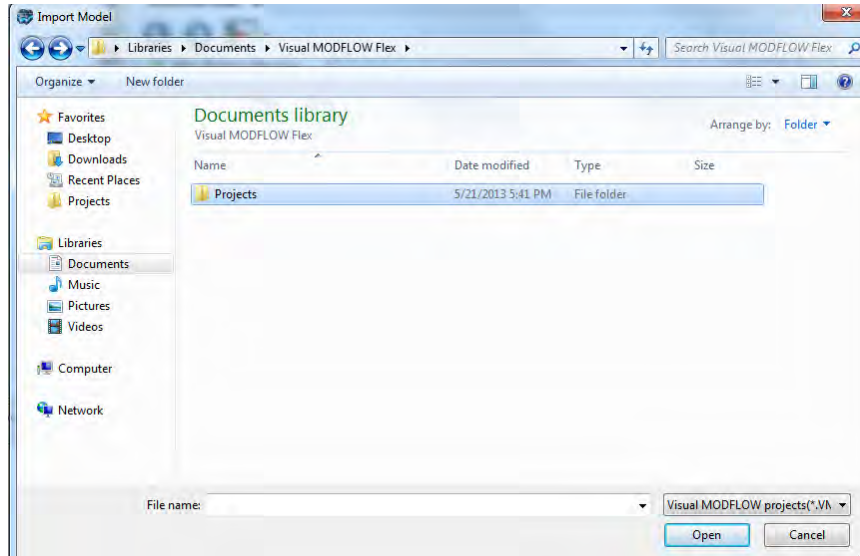 Import Model
Libraries Documents Visual MODFLOW Flex
Search Visual MODFLOW Flex
Organize New folder
Favorites
Desktop
Downloads
Recent Places
Projects
Libraries
Documents
Music
Pictures
Videos
Computer
Network
Documents library
Visual MODFLOW Flex
Arrange by: Folder
Name Date modified Type Size
Projects 5/21/2013 5:41 PM File folder
File name:
Visual MODFLOW projects(*.VM
Open Cancel